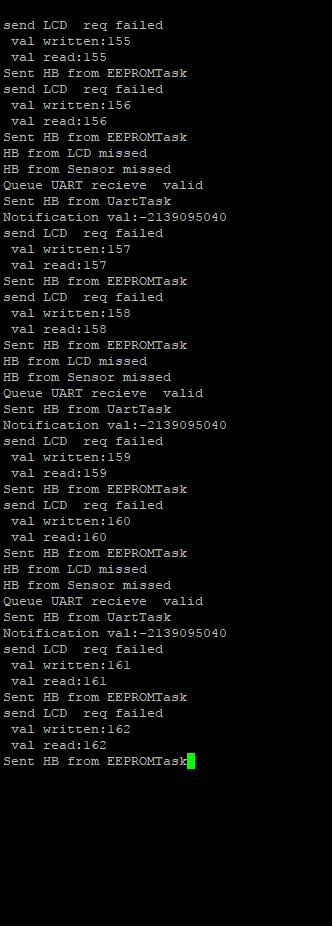 send LCD  req failed
 val written:155
 val read:155
Sent HB from EEPROMTask
send LCD  req failed
 val written:156
 val read:156
Sent HB from EEPROMTask
HB from LCD missed
HB from Sensor missed
Queue UART recieve  valid
Sent HB from UartTask
Notification val:-2139095040
send LCD  req failed
 val written:157
 val read:157
Sent HB from EEPROMTask
send LCD  req failed
 val written:158
 val read:158
Sent HB from EEPROMTask
HB from LCD missed
HB from Sensor missed
Queue UART recieve  valid
Sent HB from UartTask
Notification val:-2139095040
send LCD  req failed
 val written:159
 val read:159
Sent HB from EEPROMTask
send LCD  req failed
 val written:160
 val read:160
Sent HB from EEPROMTask
HB from LCD missed
HB from Sensor missed
Queue UART recieve  valid
Sent HB from UartTask
Notification val:-2139095040
send LCD  req failed
 val written:161
 val read:161
Sent HB from EEPROMTask
send LCD  req failed
 val written:162
 val read:162
Sent HB from EEPROMTask